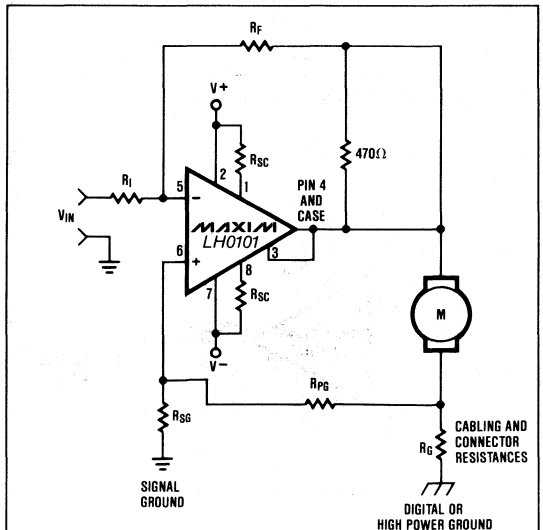 RF
V+
RSC
470Ω
2
1
PIN 4
AND
CASE
RI
5
−
VIN
MAXIM
LH0101
3
6
+
8
7
RSC
V−
M
RPG
RSG
RG
CABLING AND
CONNECTOR
RESISTANCES
SIGNAL
GROUND
DIGITAL OR
HIGH POWER GROUND